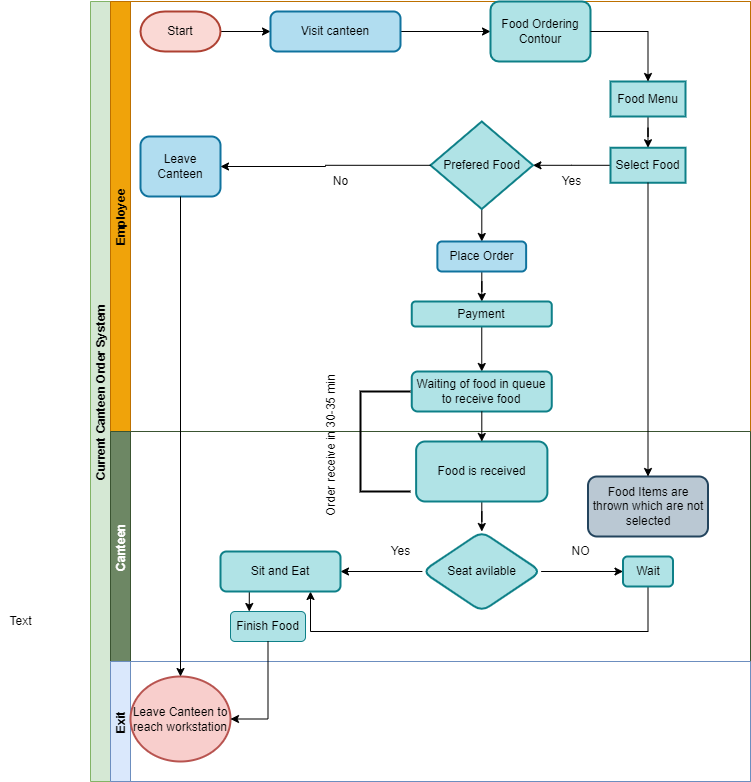 Start
Visit canteen
Food Ordering
Contour
Food Menu
Leave
Canteen
Prefered Food
Select Food
No
Yes
Employee
Place Order
Payment
Current Canteen Order System
Order receive in 30-35 min
Waiting of food in queue
to receive food
Food is received
Food Items are
thrown which are not
selected
Canteen
Yes
NO
Sit and Eat
Seat avilable
Wait
Text
Finish Food
Exit
Leave Canteen to
reach workstation